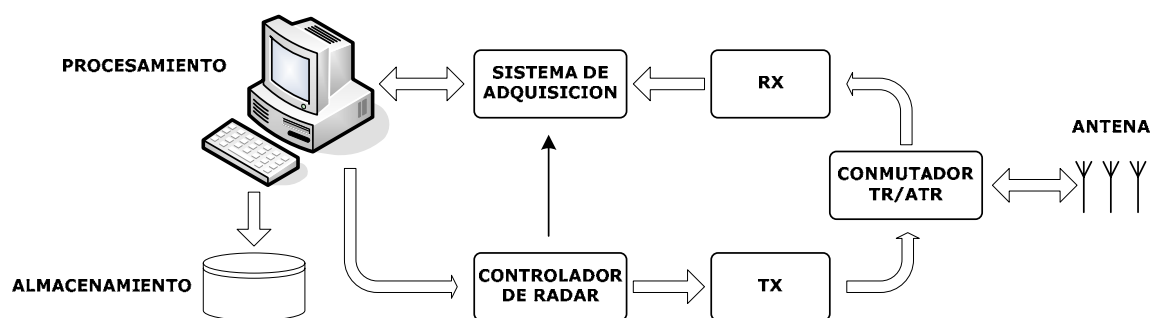 PROCESAMIENTO
SISTEMA DE
ADQUISICION
RX
ANTENA
CONMUTADOR
TR/ATR
ALMACENAMIENTO
CONTROLADOR
DE RADAR
TX